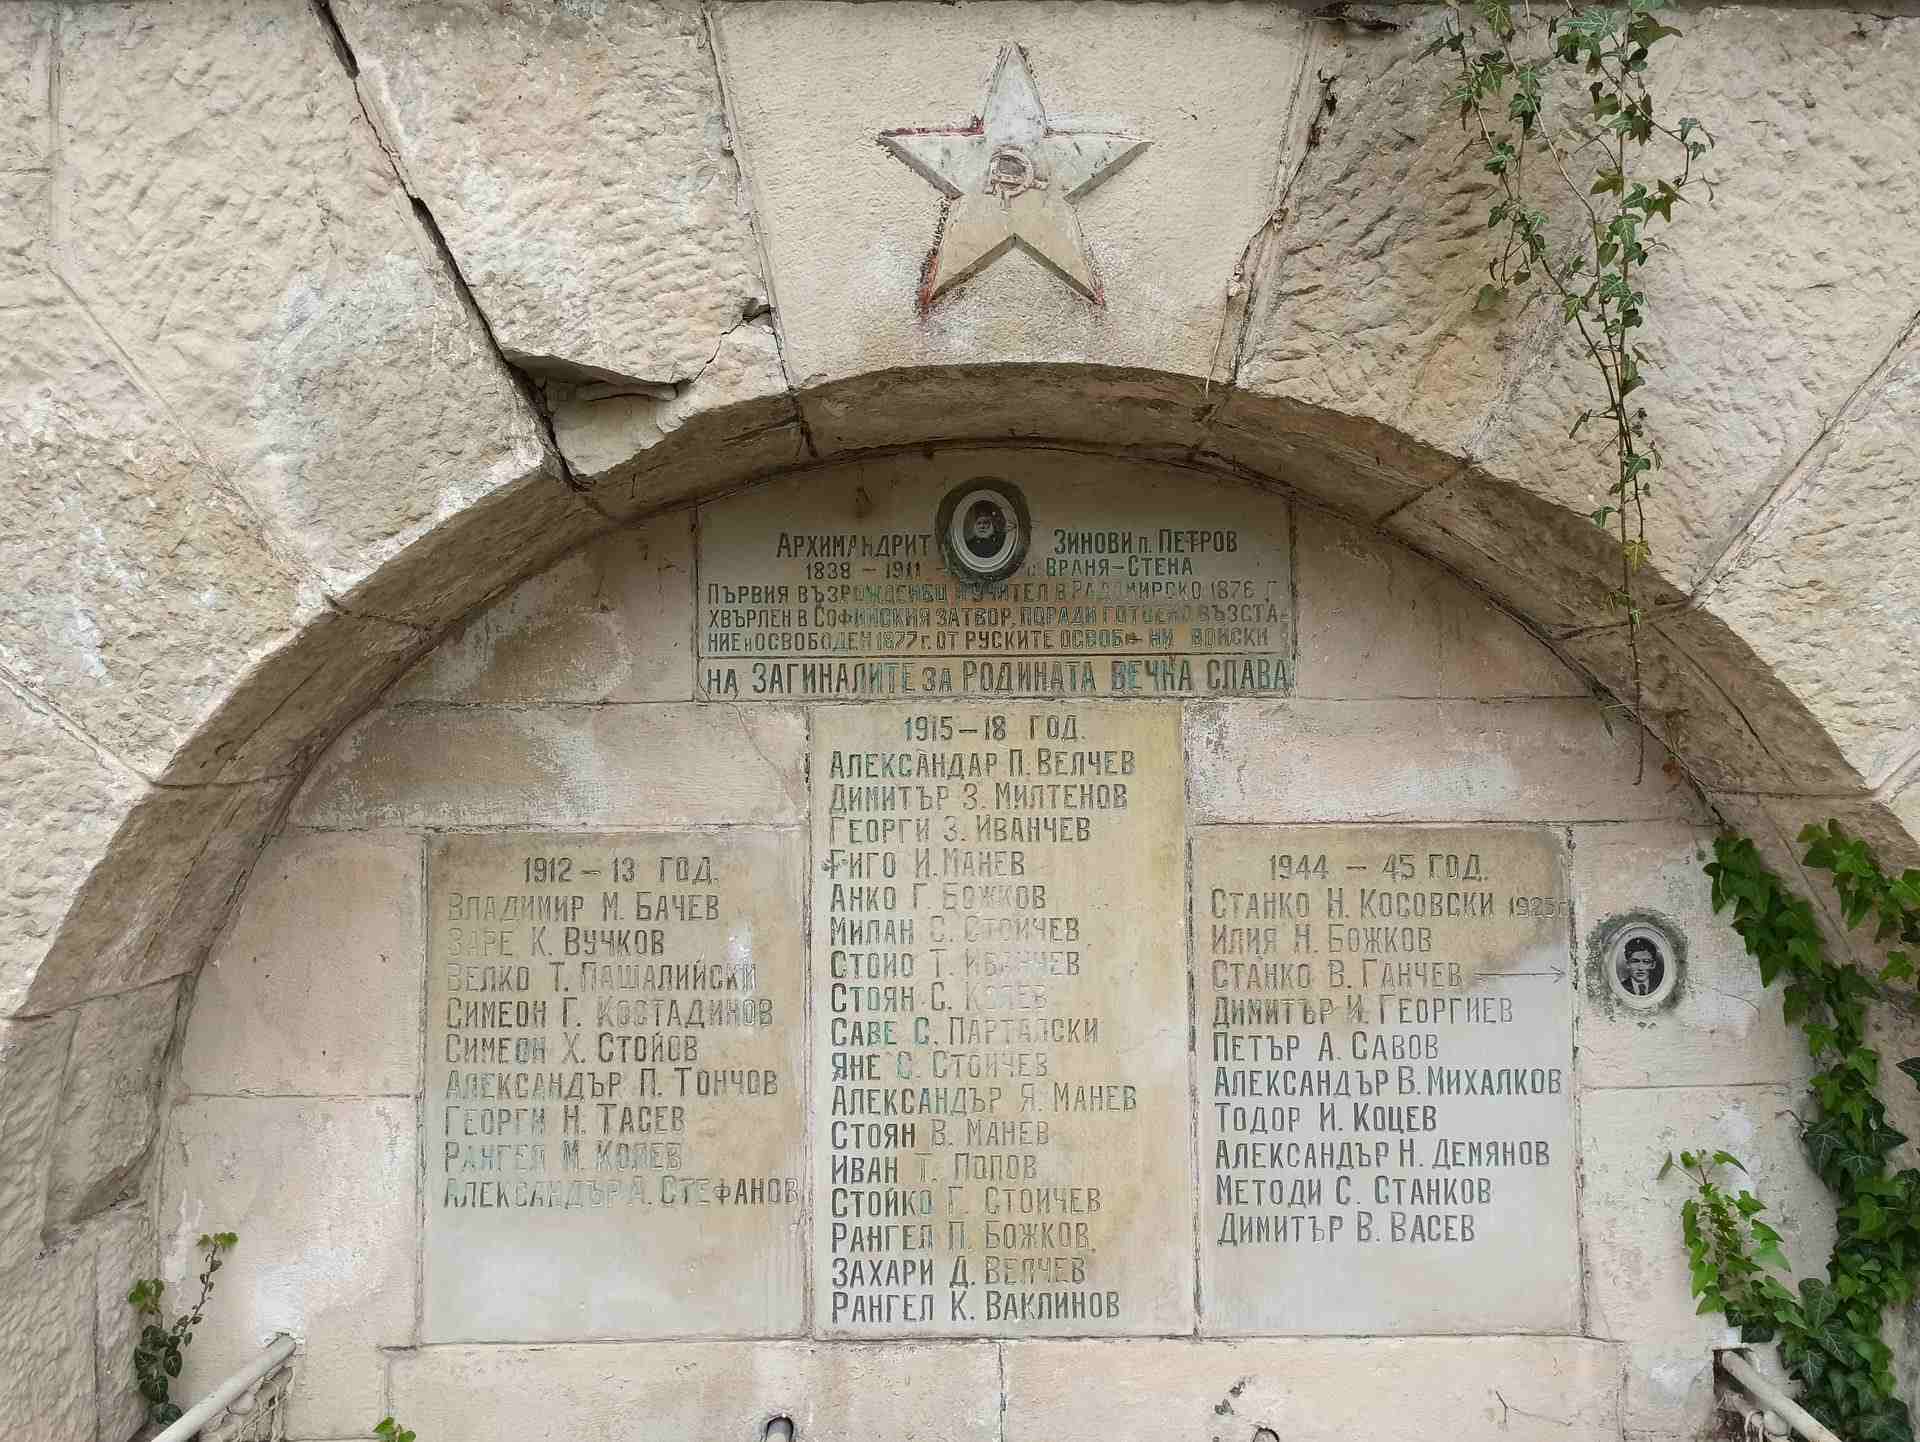 Архимандрит Зинови п. Петров
1838 – 1911 – с. Враня-Стена
Първия възрожденец и учител в Радомирско 1876 г.
хвърлен в Софийския затвор, поради готвено въста-
ние и освободен 1877 г. от руските освоб ни войски
На загиналите за Родината вечна слава
1912 – 13 год.
Владимир М. Бачев
Заре К. Вучков
Велко Т. Пашалийски
Симеон Г. Костадинов
Симеон Х. Стойов
Александър П. Тончов
Георги Н. Тасев
Рангел М. Колев
Александър А. Стефанов
1915 – 18 год.
Александар П. Велчев
Димитър З. Милтенов
Георги З. Иванчев
Гиго И. Манев
Анко Г. Божков
Милан С. Стойчев
Стоио Т. Иванчев
Стоян С. Колев
Саве С. Парталски
Яне С. Стоичев
Александър Я. Манев
Стоян В. Манев
Иван Т. Попов
Стойко Г. Стоичев
Рангел П. Божков
Захари Д. Велчев
Рангел К. Ваклинов
1944 – 45 год.
Станко Н. Косовски 1925г
Илия Н. Божков
Станко В. Ганчев
Димитър И. Георгиев
Петър А. Савов
Александър В. Михалков
Тодор И. Коцев
Александър Н. Демянов
Методи С. Станков
Димитър В. Васев